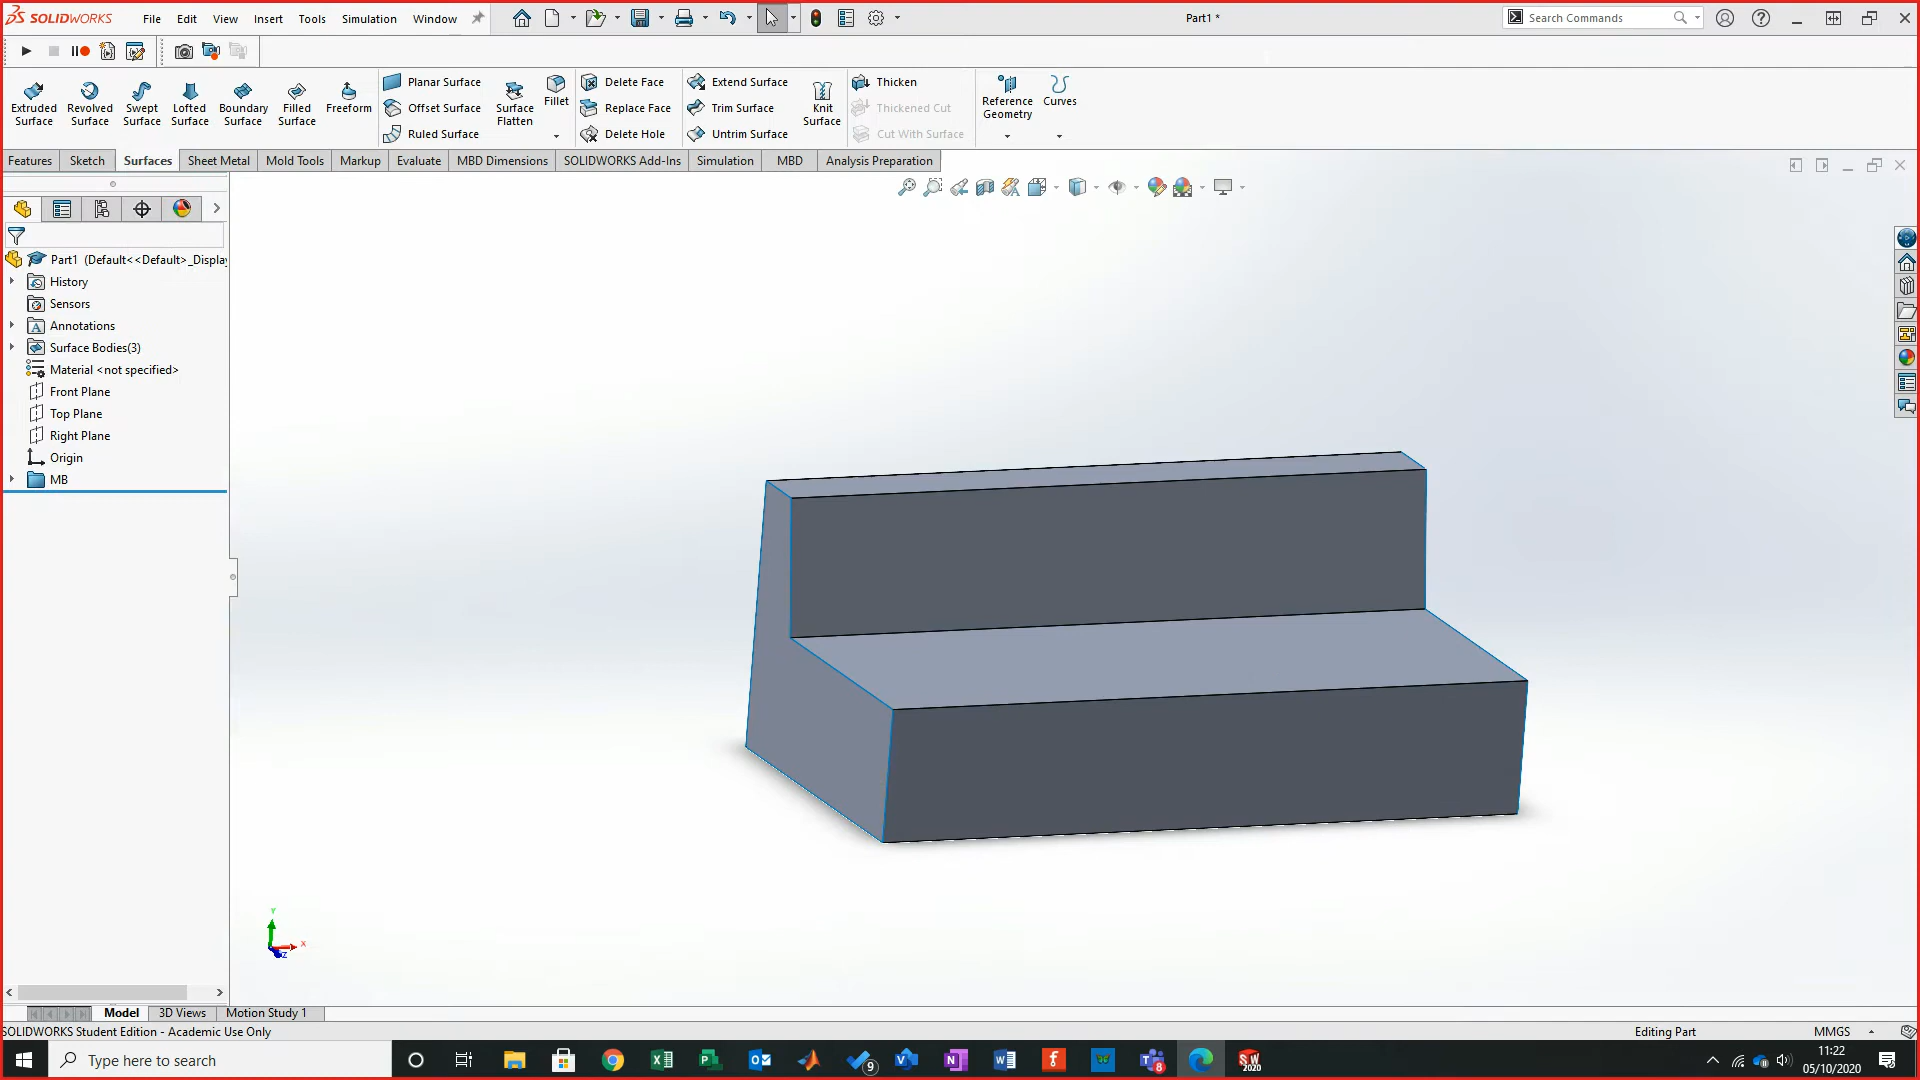 SOLIDWORKS File Edit View Insert Tools Simulation Window Part1 * Search Commands
Extruded Surface Revolved Surface Swept Surface Lofted Surface Boundary Surface Filled Surface Freeform
Planar Surface
Offset Surface
Ruled Surface
Surface Flatten Fillet
Delete Face
Replace Face
Delete Hole
Extend Surface
Trim Surface
Untrim Surface
Knit Surface
Thicken
Thickened Cut
Cut With Surface
Reference Geometry Curves
Features Sketch Surfaces Sheet Metal Mold Tools Markup Evaluate MBD Dimensions SOLIDWORKS Add-Ins Simulation MBD Analysis Preparation
Part1 (Default<<Default>_Display
History
Sensors
Annotations
Surface Bodies(3)
Material <not specified>
Front Plane
Top Plane
Right Plane
Origin
MB
Y
X
Z
Model 3D Views Motion Study 1
SOLIDWORKS Student Edition - Academic Use Only Editing Part MMGS
Type here to search 9 8 SW 2020 11:22
05/10/2020